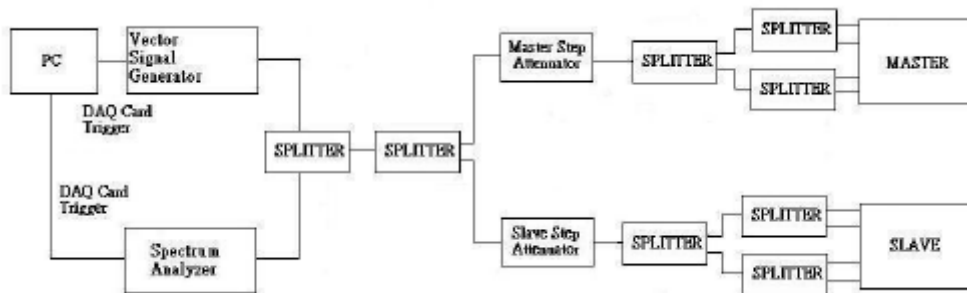 PC
Vector
Signal
Generator
DAQ Card
Trigger
DAQ Card
Trigger
Spectrum
Analyzer
SPLITTER
SPLITTER
Master Step
Attenuator
SPLITTER
SPLITTER
SPLITTER
MASTER
Slave Step
Attenuator
SPLITTER
SPLITTER
SPLITTER
SLAVE